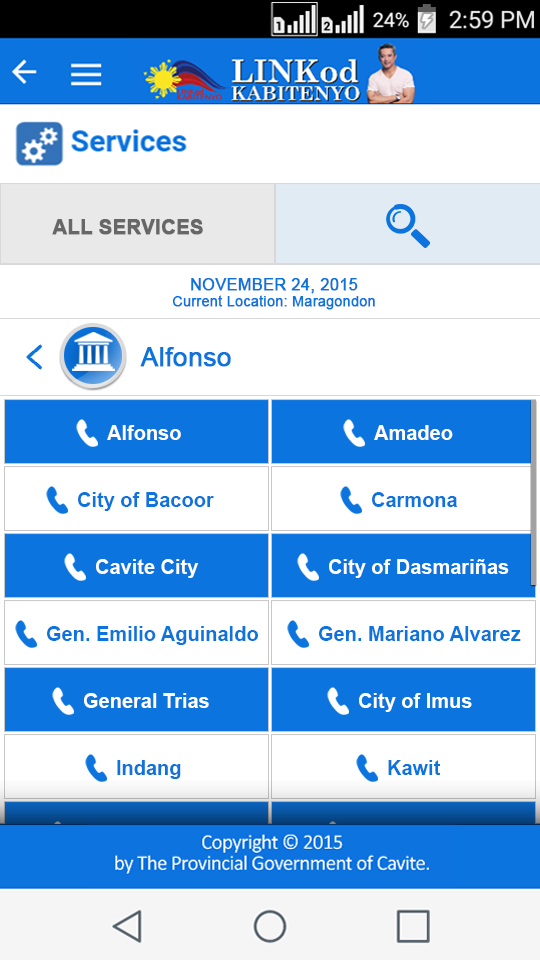 1 2 24% 2:59 PM
LINKod
KABITENYO
Services
ALL SERVICES
NOVEMBER 24, 2015
Current Location: Maragondon
Alfonso
Alfonso Amadeo
City of Bacoor Carmona
Cavite City City of Dasmariñas
Gen. Emilio Aguinaldo Gen. Mariano Alvarez
General Trias City of Imus
Indang Kawit
Copyright © 2015
by The Provincial Government of Cavite.